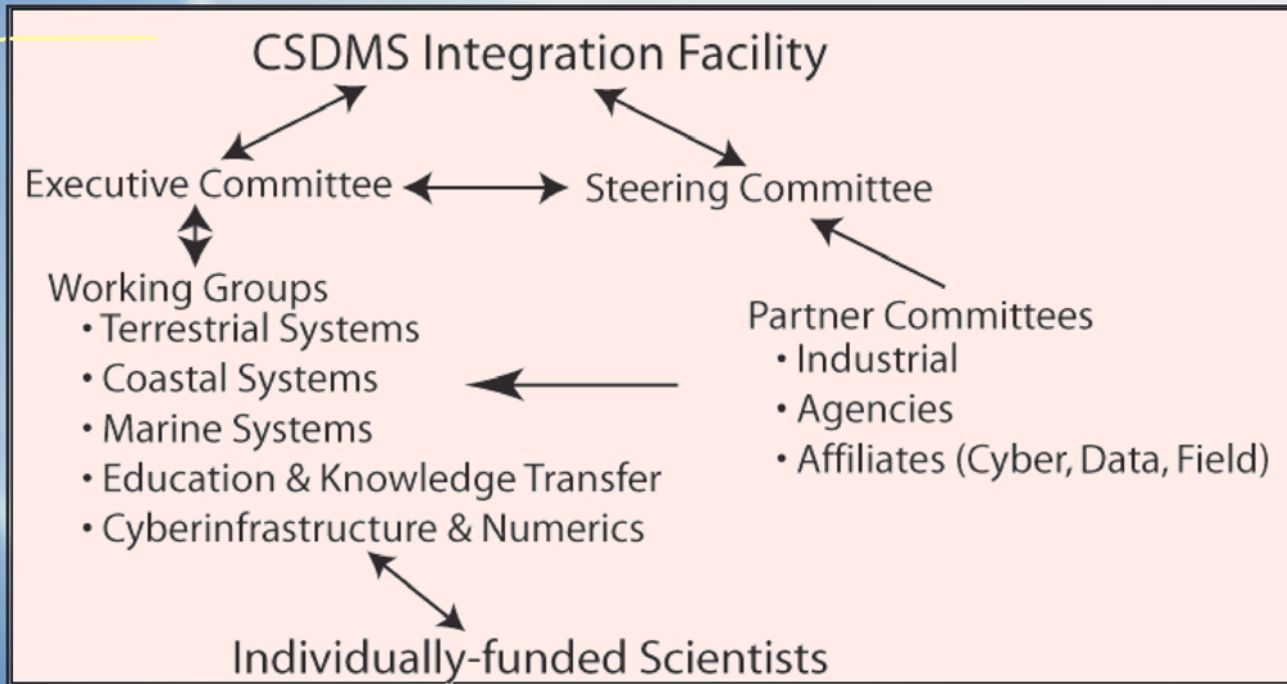 CSDMS Integration Facility
Executive Committee
Steering Committee
Working Groups
• Terrestrial Systems
• Coastal Systems
• Marine Systems
• Education & Knowledge Transfer
• Cyberinfrastructure & Numerics
Partner Committees
• Industrial
• Agencies
• Affiliates (Cyber, Data, Field)
Individually-funded Scientists